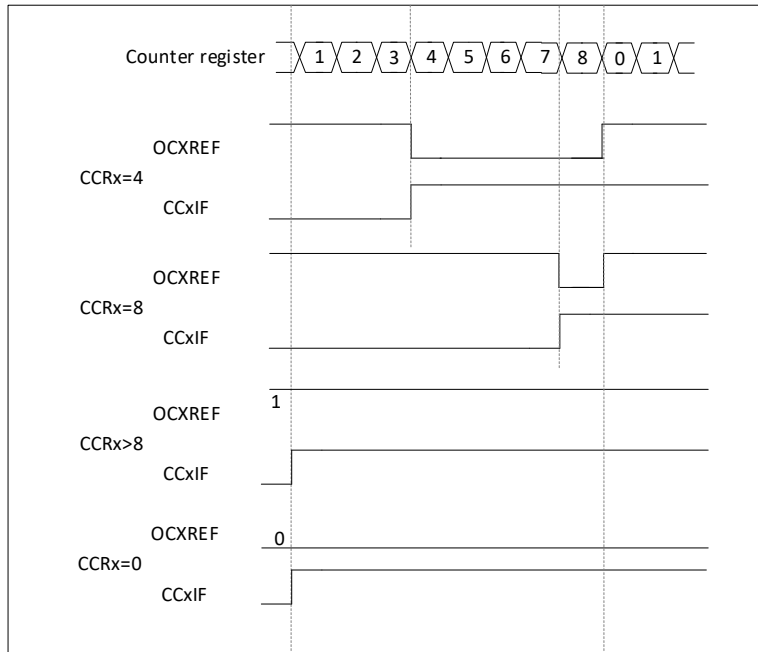 Counter register 1 2 3 4 5 6 7 8 0 1
OCXREF
CCRx=4
CCxIF
OCXREF
CCRx=8
CCxIF
1
OCXREF
CCRx>8
CCxIF
OCXREF 0
CCRx=0
CCxIF